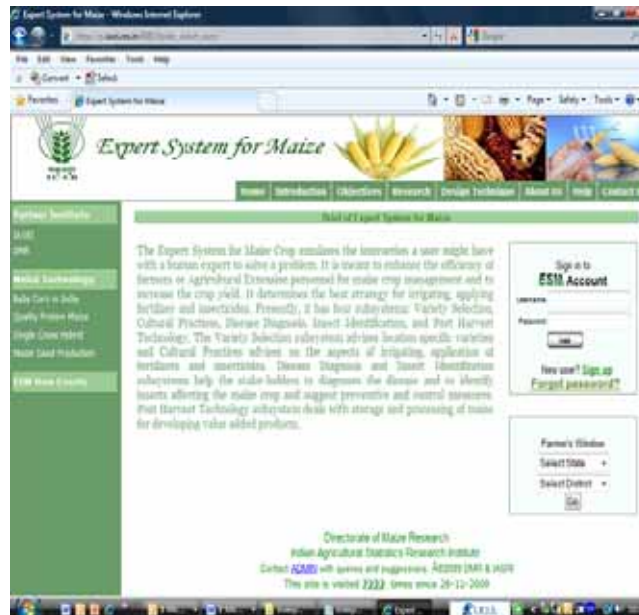 Expert System for Maize - Windows Internet Explorer
File Edit View Favorites Tools Help
Convert Select
Favorites Expert System for Maize
Page Safety Tools
Expert System for Maize
Home Introduction Objectives Research Design Technique About Us Help Contact
Brief of Expert System for Maize
Partner Institute
IASRI
DMR
Maize Technology
Baby Corn in India
Quality Protein Maize
Single Cross Hybrid
Maize Seed Production
The Expert System for Maize Crop emulates the interaction a user might have
with a human expert to solve a problem. It is meant to enhance the efficiency of
farmers or Agricultural Extension personnel for maize crop management and to
increase the crop yield. It determines the best strategy for irrigating, applying
fertilizer and insecticides. Presently, it has four subsystems: Variety Selection,
Cultural Practices, Disease Diagnosis, Insect Identification, and Post Harvest
Technology. The Variety Selection subsystem advises location specific varieties
and Cultural Practices advises on the aspects of irrigating, application of
fertilizers and insecticides. Disease Diagnosis and Insect Identification
subsystems help the stake-holders to diagnoses the disease and to identify
insects affecting the maize crop and suggest preventive and control measures.
Post Harvest Technology subsystem deals with storage and processing of maize
for developing value added products.
Sign in to
ESM Account
Username
Password
New user? Sign up
Forgot password?
Farmer's Window
Select State
Select District
Go
Directorate of Maize Research
Indian Agricultural Statistics Research Institute
Contact ADMIN with queries and suggestions. Â©2009 DMR & IASRI
This site is visited 7777 times since 26-11-2009